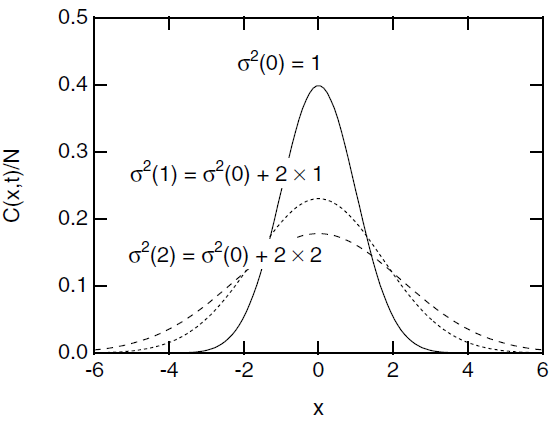 0.5
σ²(0) = 1
0.4
0.3
σ²(1) = σ²(0) + 2 × 1
C(x,t)/N
0.2
σ²(2) = σ²(0) + 2 × 2
0.1
0.0
-6 -4 -2 0 2 4 6
x